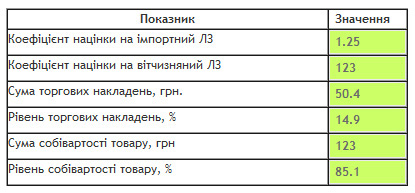 Показник Значення
Коефіцієнт націнки на імпортний ЛЗ 1.25
Коефіцієнт націнки на вітчизняний ЛЗ 123
Сума торгових накладень, грн. 50.4
Рівень торгових накладень, % 14.9
Сума собівартості товару, грн 123
Рівень собівартості товару, % 85.1